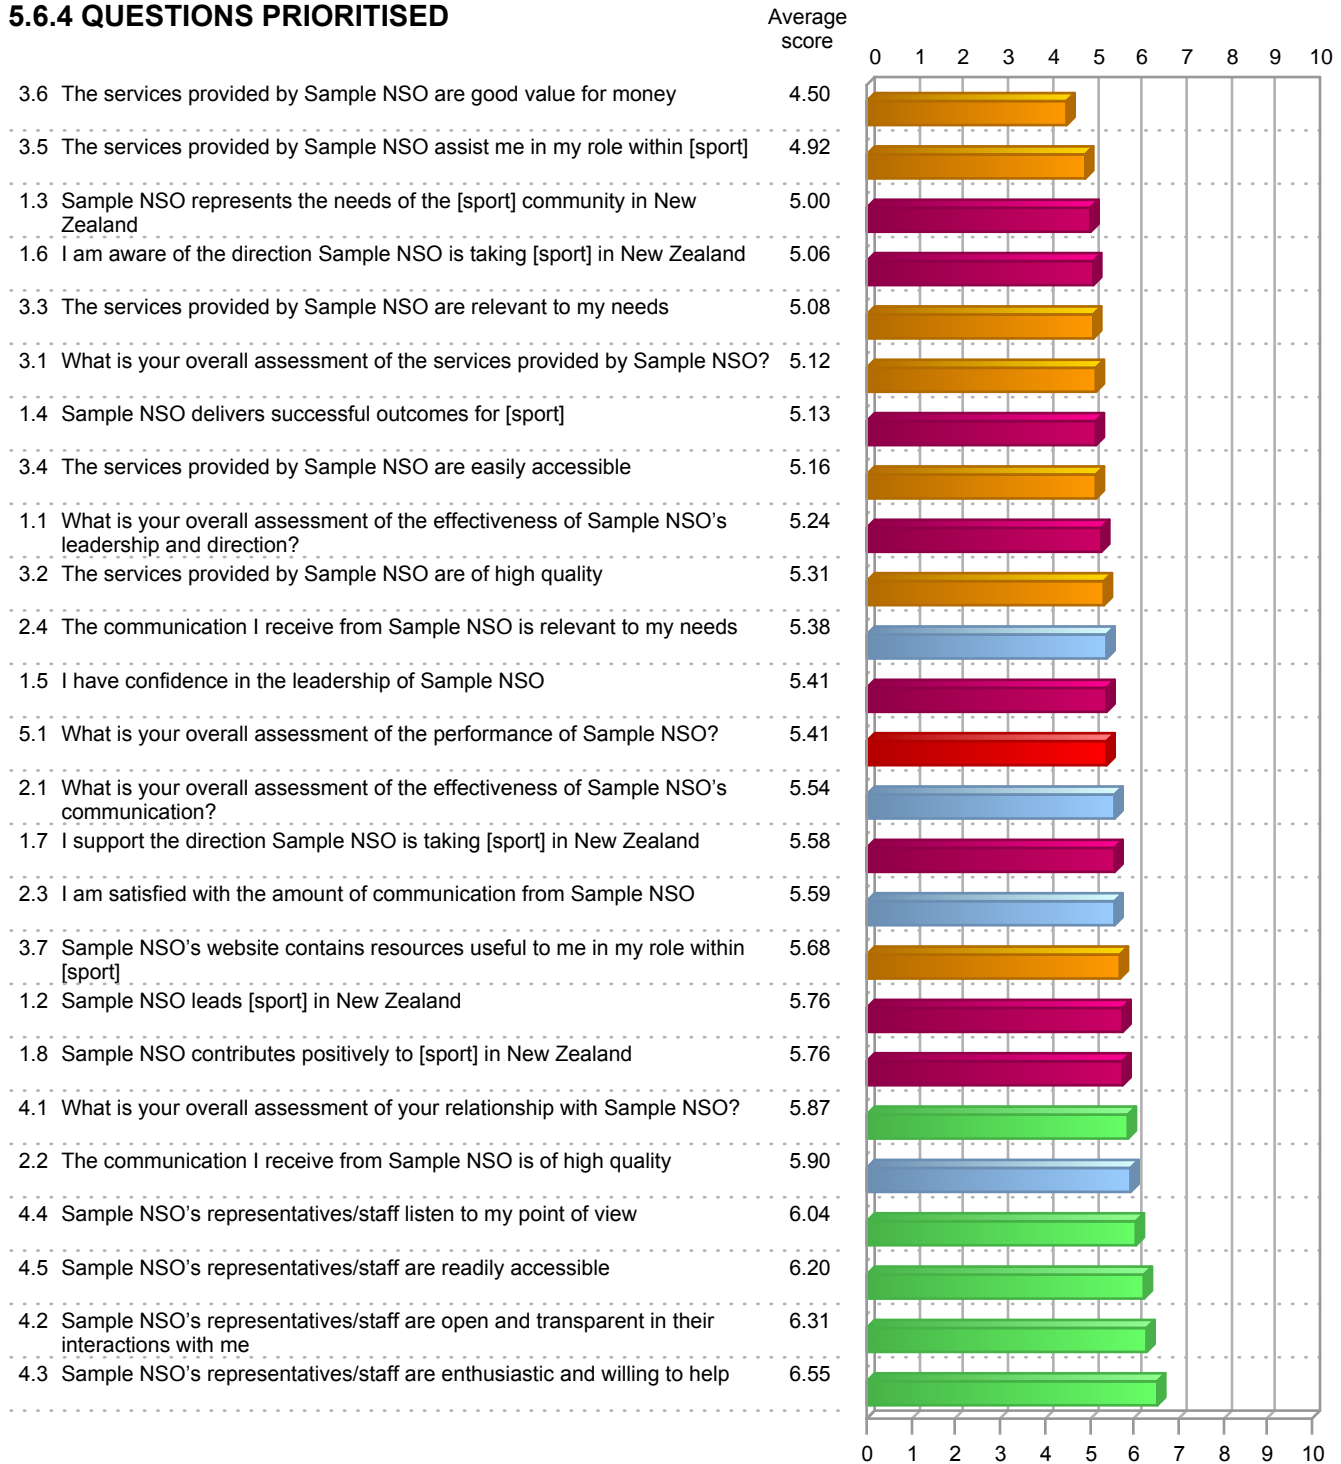 5.6.4 QUESTIONS PRIORITISED
Average
score
0 1 2 3 4 5 6 7 8 9 10
3.6 The services provided by Sample NSO are good value for money 4.50
3.5 The services provided by Sample NSO assist me in my role within [sport] 4.92
1.3 Sample NSO represents the needs of the [sport] community in New 5.00
Zealand
1.6 I am aware of the direction Sample NSO is taking [sport] in New Zealand 5.06
3.3 The services provided by Sample NSO are relevant to my needs 5.08
3.1 What is your overall assessment of the services provided by Sample NSO? 5.12
1.4 Sample NSO delivers successful outcomes for [sport] 5.13
3.4 The services provided by Sample NSO are easily accessible 5.16
1.1 What is your overall assessment of the effectiveness of Sample NSO's 5.24
leadership and direction?
3.2 The services provided by Sample NSO are of high quality 5.31
2.4 The communication I receive from Sample NSO is relevant to my needs 5.38
1.5 I have confidence in the leadership of Sample NSO 5.41
5.1 What is your overall assessment of the performance of Sample NSO? 5.41
2.1 What is your overall assessment of the effectiveness of Sample NSO's 5.54
communication?
1.7 I support the direction Sample NSO is taking [sport] in New Zealand 5.58
2.3 I am satisfied with the amount of communication from Sample NSO 5.59
3.7 Sample NSO's website contains resources useful to me in my role within 5.68
[sport]
1.2 Sample NSO leads [sport] in New Zealand 5.76
1.8 Sample NSO contributes positively to [sport] in New Zealand 5.76
4.1 What is your overall assessment of your relationship with Sample NSO? 5.87
2.2 The communication I receive from Sample NSO is of high quality 5.90
4.4 Sample NSO's representatives/staff listen to my point of view 6.04
4.5 Sample NSO's representatives/staff are readily accessible 6.20
4.2 Sample NSO's representatives/staff are open and transparent in their 6.31
interactions with me
4.3 Sample NSO's representatives/staff are enthusiastic and willing to help 6.55
0 1 2 3 4 5 6 7 8 9 10